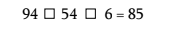 94 □ 54 □ 6 = 85